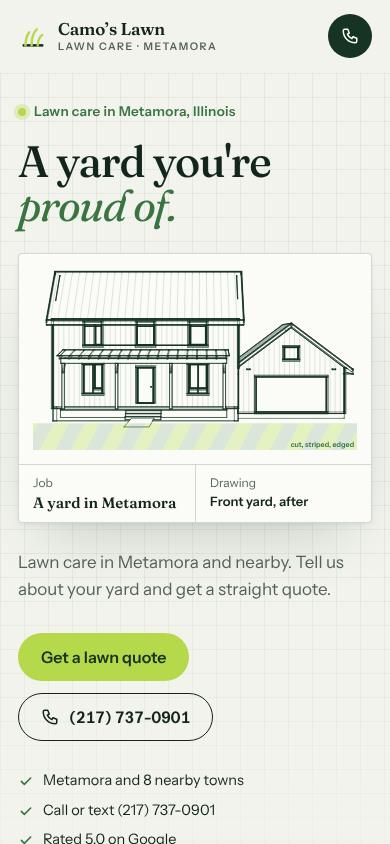 Camo’s Lawn
LAWN CARE · METAMORA
Lawn care in Metamora, Illinois
A yard you're
proud of.
cut, striped, edged
Job
A yard in Metamora
Drawing
Front yard, after
Lawn care in Metamora and nearby. Tell us
about your yard and get a straight quote.
Get a lawn quote
(217) 737-0901
Metamora and 8 nearby towns
Call or text (217) 737-0901
Rated 5.0 on Google